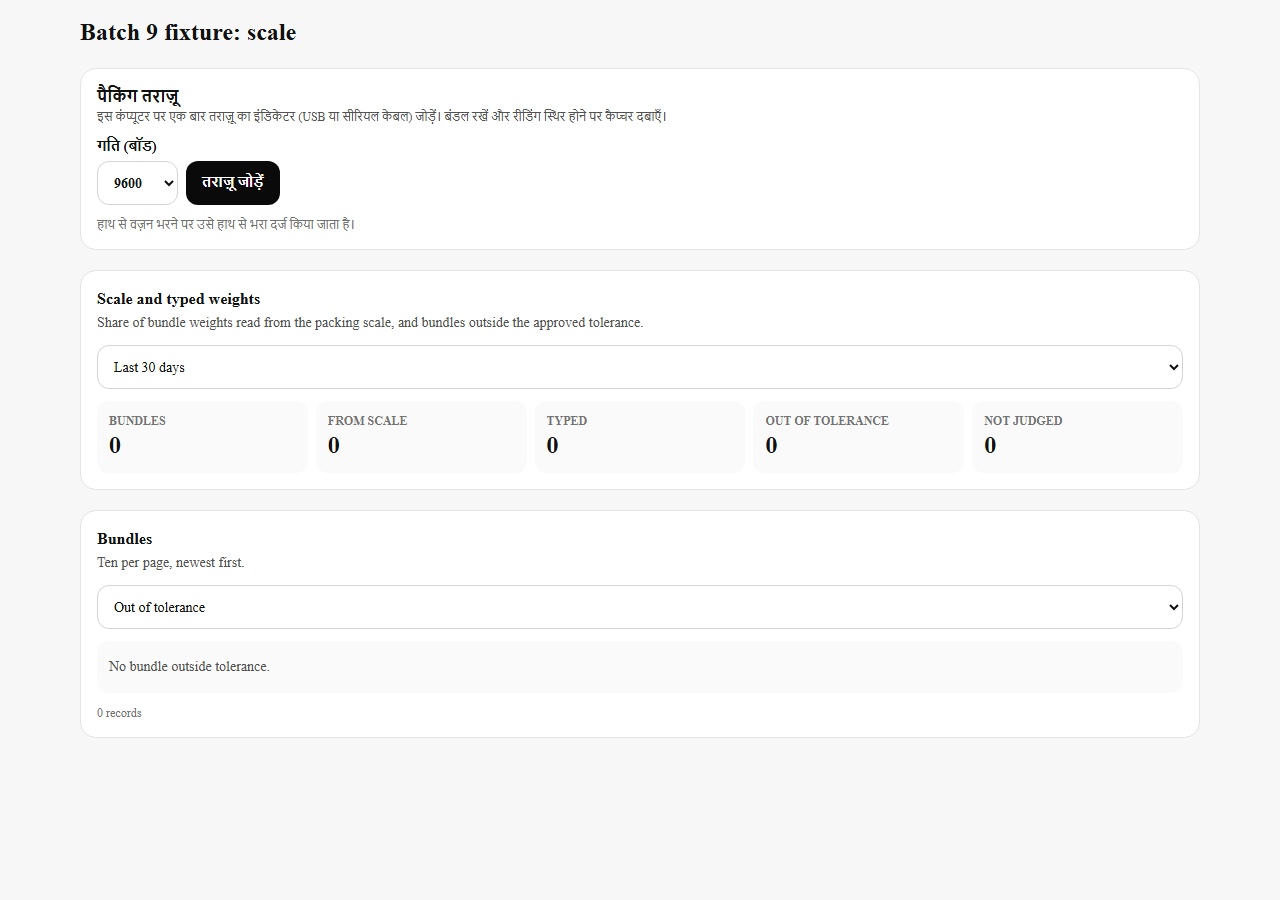 Batch 9 fixture: scale
पैकिंग तराज़ू
इस कंप्यूटर पर एक बार तराज़ू का इंडिकेटर (USB या सीरियल केबल) जोड़ें। बंडल रखें और रीडिंग स्थिर होने पर कैप्चर दबाएँ।
गति (बॉड)
9600 तराज़ू जोड़ें
हाथ से वज़न भरने पर उसे हाथ से भरा दर्ज किया जाता है।
Scale and typed weights
Share of bundle weights read from the packing scale, and bundles outside the approved tolerance.
Last 30 days
BUNDLES FROM SCALE TYPED OUT OF TOLERANCE NOT JUDGED
0 0 0 0 0
Bundles
Ten per page, newest first.
Out of tolerance
No bundle outside tolerance.
0 records